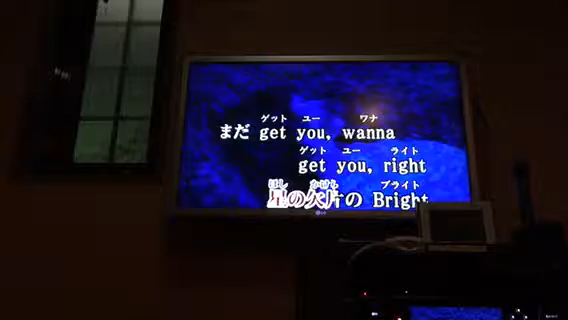 ゲット ユー ワナ
まだ get you, wanna
ゲット ユー ライト
get you, right
ほし かけら ブライト
星の欠片の Bright
LG